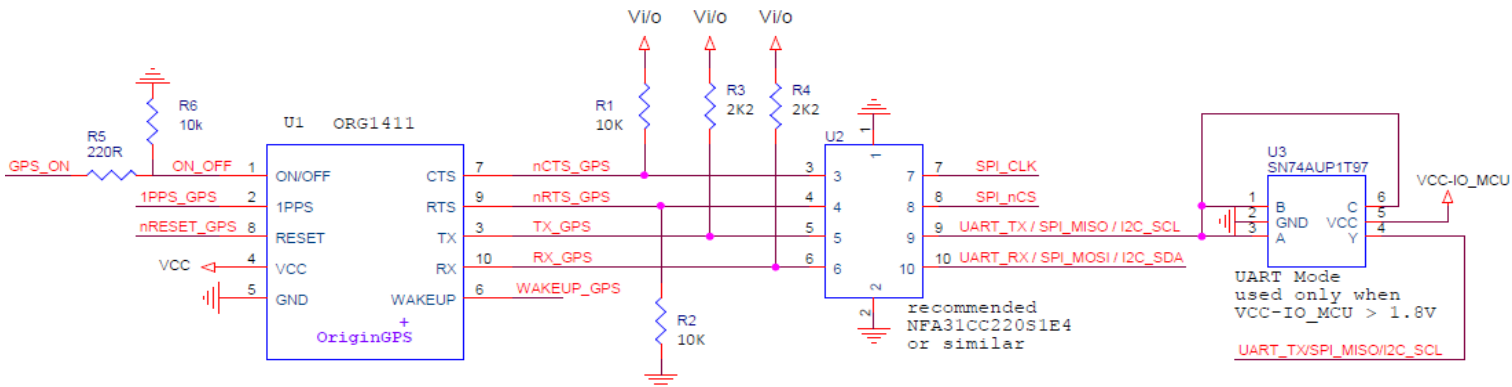 Vi/o
Vi/o
Vi/o
R6
10k
R5
220R
U1 ORG1411
R1
10K
R3
2K2
R4
2K2
GPS_ON
ON_OFF
1
ON/OFF
CTS
7
nCTS_GPS
1PPS_GPS
2
1PPS
RTS
9
nRTS_GPS
nRESET_GPS
8
RESET
TX
3
TX_GPS
VCC
4
VCC
RX
10
RX_GPS
5
GND
WAKEUP
6
WAKEUP_GPS
+
OriginGPS
R2
10K
U2
1
1
3
3
7
7
SPI_CLK
4
4
8
8
SPI_nCS
5
5
9
9
UART_TX / SPI_MISO / I2C_SCL
6
6
10
10
UART_RX / SPI_MOSI / I2C_SDA
2
2
recommended
NFA31CC220S1E4
or similar
U3
SN74AUP1T97
VCC-IO_MCU
1
B
C
6
2
GND
VCC
5
3
A
Y
4
UART Mode
used only when
VCC-IO_MCU > 1.8V
UART_TX/SPI_MISO/I2C_SCL